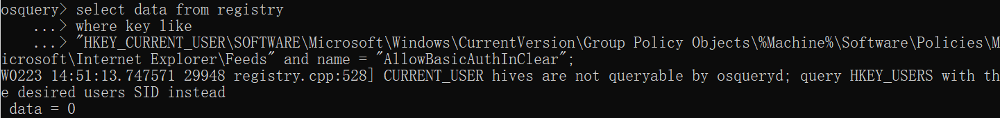 osquery> select data from registry
    ...> where key like
    ...> "HKEY_CURRENT_USER\SOFTWARE\Microsoft\Windows\CurrentVersion\Group Policy Objects\%Machine%\Software\Policies\M
icrosoft\Internet Explorer\Feeds" and name = "AllowBasicAuthInClear";
W0223 14:51:13.747571 29948 registry.cpp:528] CURRENT_USER hives are not queryable by osqueryd; query HKEY_USERS with th
e desired users SID instead
 data = 0